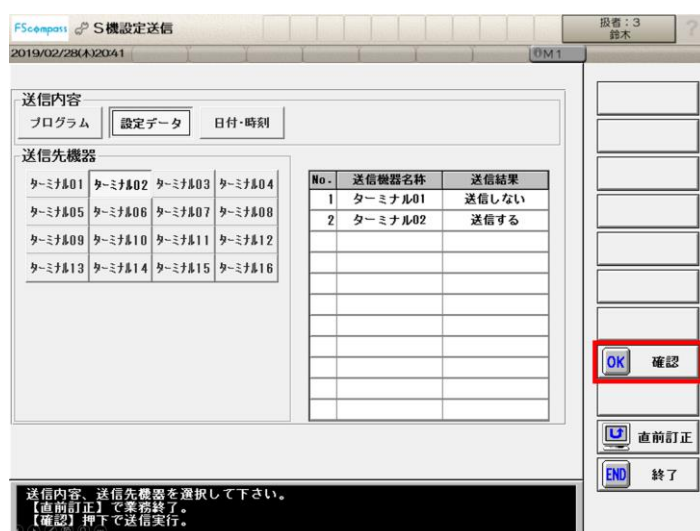 FScompass S機設定送信
扱者:3
鈴木
?
2019/02/28(木)20:41
OM1
送信内容
プログラム 設定データ 日付・時刻
送信先機器
ターミナル01 ターミナル02 ターミナル03 ターミナル04
ターミナル05 ターミナル06 ターミナル07 ターミナル08
ターミナル09 ターミナル10 ターミナル11 ターミナル12
ターミナル13 ターミナル14 ターミナル15 ターミナル16
No. 送信機器名称 送信結果
1 ターミナル01 送信しない
2 ターミナル02 送信する
OK 確認
直前訂正
END 終了
送信内容、送信先機器を選択して下さい。
【直前訂正】で業務終了。
【確認】押下で送信実行。